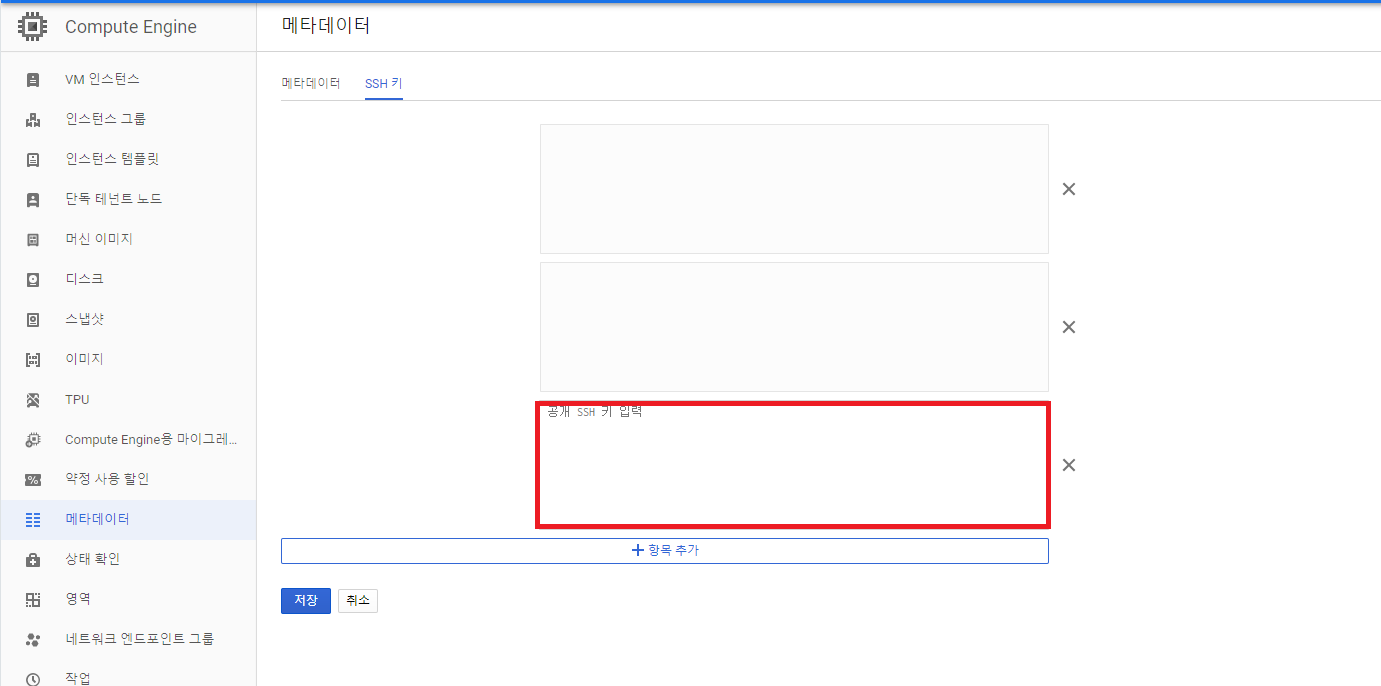 Compute Engine
메타데이터
VM 인스턴스
인스턴스 그룹
인스턴스 템플릿
단독 테넌트 노드
머신 이미지
디스크
스냅샷
이미지
TPU
Compute Engine용 마이그레...
약정 사용 할인
메타데이터
상태 확인
영역
네트워크 엔드포인트 그룹
작업
메타데이터 SSH 키
공개 SSH 키 입력
+ 항목 추가
저장 취소